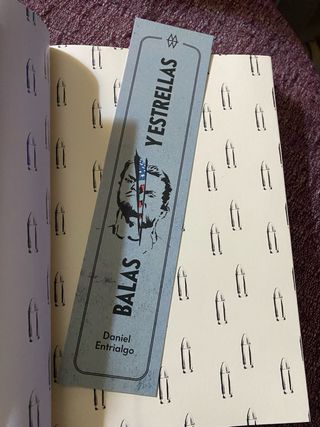 BALAS
Y ESTRELLAS
Daniel
Entrialgo